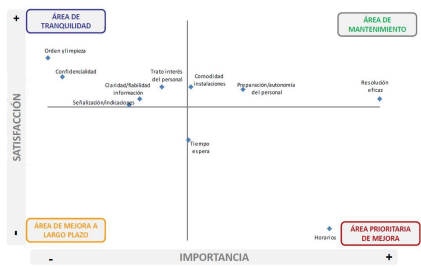 +
ÁREA DE
TRANQUILIDAD
ÁREA DE
MANTENIMIENTO
Orden y limpieza
Confidencialidad
Claridad/fiabilidad
información
Trato interés
del personal
Comodidad
instalaciones
Preparación/autonomía
del personal
Resolución
eficas
Señalización/indicaciones
SATISFACCIÓN
Tiempo
espera
ÁREA DE MEJORA A
LARGO PLAZO
Horarios
ÁREA PRIORITARIA
DE MEJORA
-
- IMPORTANCIA +